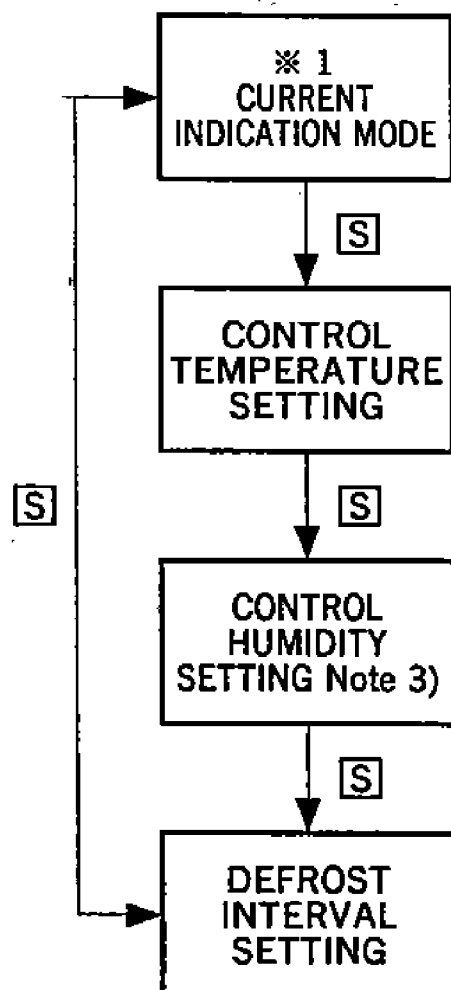 ※ 1
CURRENT
INDICATION MODE
S
CONTROL
TEMPERATURE
SETTING
S
S
CONTROL
HUMIDITY
SETTING Note 3)
S
DEFROST
INTERVAL
SETTING